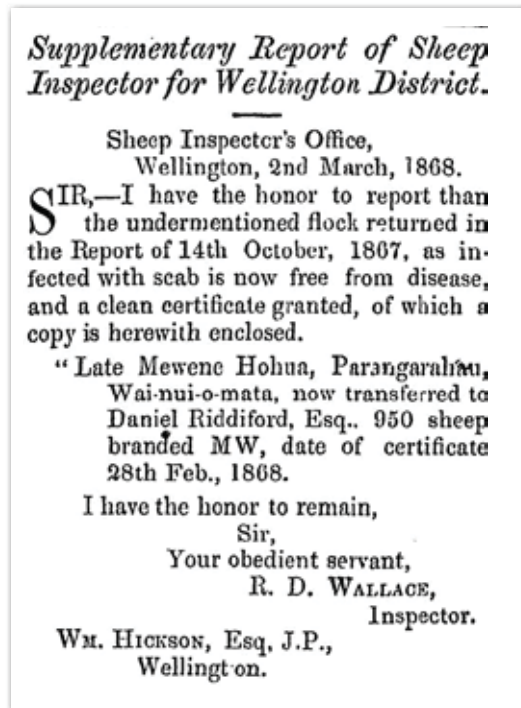 Supplementary Report of Sheep
Inspector for Wellington District.
Sheep Inspector's Office,
Wellington, 2nd March, 1868.
SIR,—I have the honor to report than
the undermentioned flock returned in
the Report of 14th October, 1867, as in-
fected with scab is now free from disease,
and a clean certificate granted, of which a
copy is herewith enclosed.
"Late Mewene Hohua, Parangarahau,
Wai-nui-o-mata, now transferred to
Daniel Riddiford, Esq.. 950 sheep
branded MW, date of certificate
28th Feb., 1868.
I have the honor to remain,
Sir,
Your obedient servant,
R. D. WALLACE,
Inspector.
WM. HICKSON, Esq, J.P.,
Wellington.